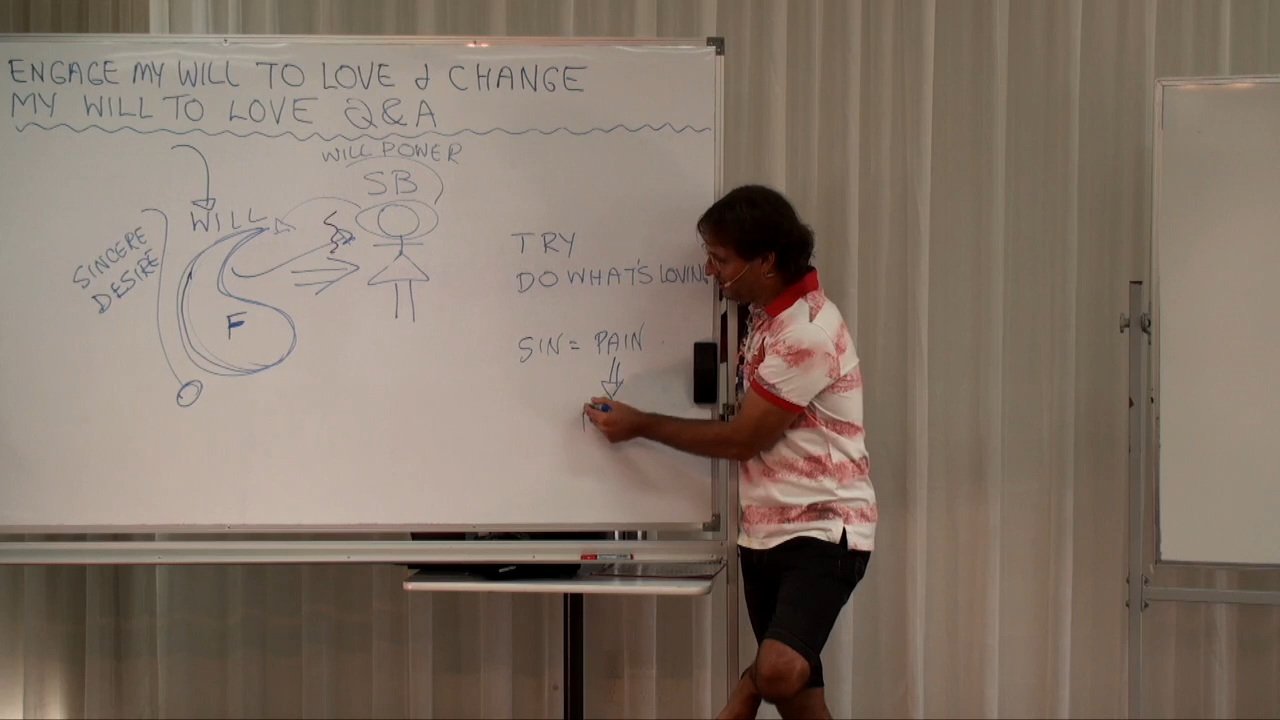 ENGAGE MY WILL TO LOVE & CHANGE
MY WILL TO LOVE Q&A
WILL POWER
SB
WILL
SINCERE
DESIRE
F
TRY
DO WHAT'S LOVING
SIN = PAIN